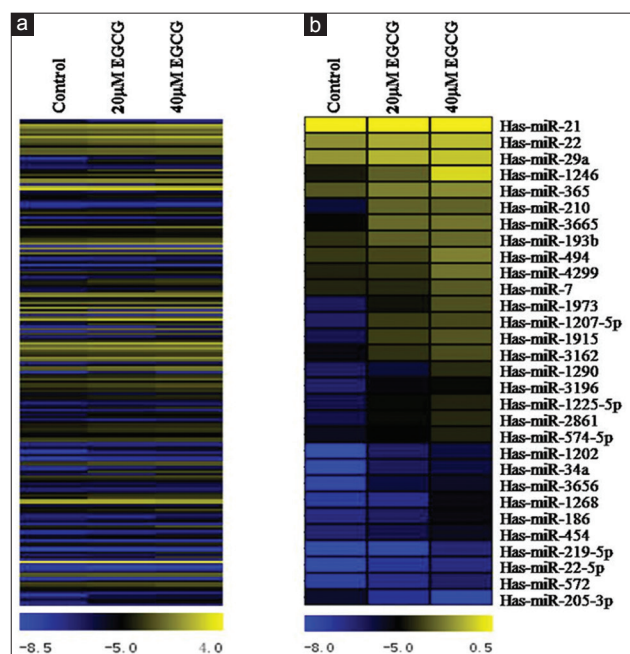 a
b
Control
20μM EGCG
40μM EGCG
Control
20μM EGCG
40μM EGCG
Has-miR-21
Has-miR-22
Has-miR-29a
Has-miR-1246
Has-miR-365
Has-miR-210
Has-miR-3665
Has-miR-193b
Has-miR-494
Has-miR-4299
Has-miR-7
Has-miR-1973
Has-miR-1207-5p
Has-miR-1915
Has-miR-3162
Has-miR-1290
Has-miR-3196
Has-miR-1225-5p
Has-miR-2861
Has-miR-574-5p
Has-miR-1202
Has-miR-34a
Has-miR-3656
Has-miR-1268
Has-miR-186
Has-miR-454
Has-miR-219-5p
Has-miR-22-5p
Has-miR-572
Has-miR-205-3p
-8.5 -5.0 4.0
-8.0 -5.0 0.5